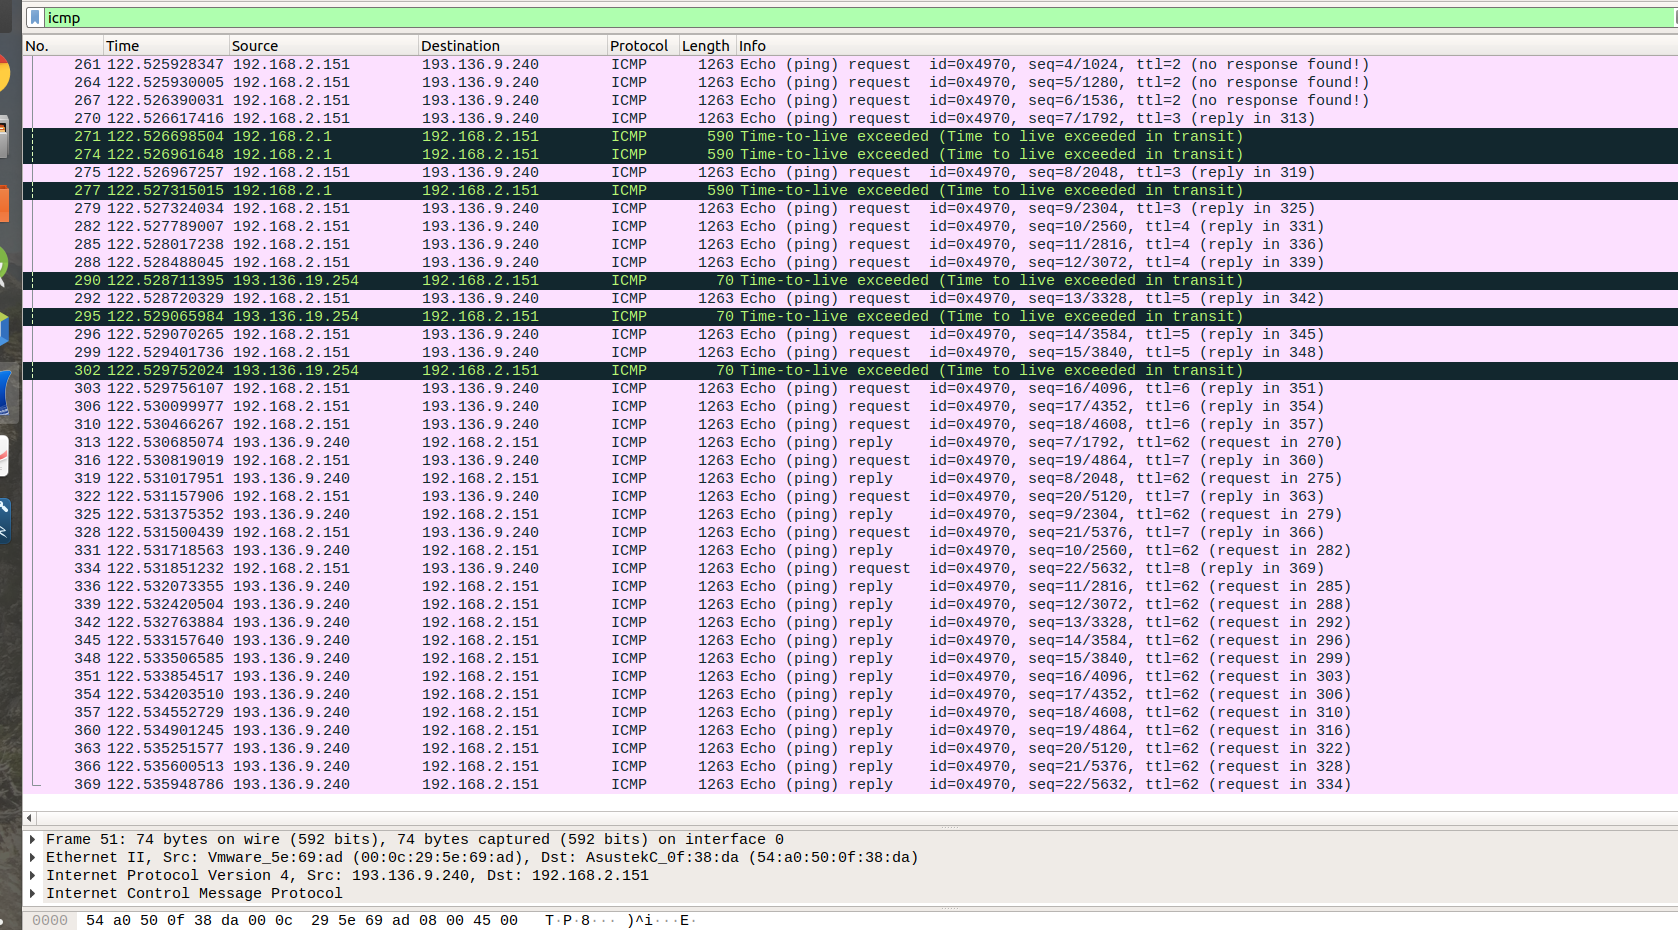 icmp
No. Time Source Destination Protocol Length Info
261 122.525928347 192.168.2.151 193.136.9.240 ICMP 1263 Echo (ping) request id=0x4970, seq=4/1024, ttl=2 (no response found!)
264 122.525930005 192.168.2.151 193.136.9.240 ICMP 1263 Echo (ping) request id=0x4970, seq=5/1280, ttl=2 (no response found!)
267 122.526390031 192.168.2.151 193.136.9.240 ICMP 1263 Echo (ping) request id=0x4970, seq=6/1536, ttl=2 (no response found!)
270 122.526617416 192.168.2.151 193.136.9.240 ICMP 1263 Echo (ping) request id=0x4970, seq=7/1792, ttl=3 (reply in 313)
271 122.526698504 192.168.2.1 192.168.2.151 ICMP 590 Time-to-live exceeded (Time to live exceeded in transit)
274 122.526961648 192.168.2.1 192.168.2.151 ICMP 590 Time-to-live exceeded (Time to live exceeded in transit)
275 122.526967257 192.168.2.151 193.136.9.240 ICMP 1263 Echo (ping) request id=0x4970, seq=8/2048, ttl=3 (reply in 319)
277 122.527315015 192.168.2.1 192.168.2.151 ICMP 590 Time-to-live exceeded (Time to live exceeded in transit)
279 122.527324034 192.168.2.151 193.136.9.240 ICMP 1263 Echo (ping) request id=0x4970, seq=9/2304, ttl=3 (reply in 325)
282 122.527789007 192.168.2.151 193.136.9.240 ICMP 1263 Echo (ping) request id=0x4970, seq=10/2560, ttl=4 (reply in 331)
285 122.528017238 192.168.2.151 193.136.9.240 ICMP 1263 Echo (ping) request id=0x4970, seq=11/2816, ttl=4 (reply in 336)
288 122.528488045 192.168.2.151 193.136.9.240 ICMP 1263 Echo (ping) request id=0x4970, seq=12/3072, ttl=4 (reply in 339)
290 122.528711395 193.136.19.254 192.168.2.151 ICMP 70 Time-to-live exceeded (Time to live exceeded in transit)
292 122.528720329 192.168.2.151 193.136.9.240 ICMP 1263 Echo (ping) request id=0x4970, seq=13/3328, ttl=5 (reply in 342)
295 122.529065984 193.136.19.254 192.168.2.151 ICMP 70 Time-to-live exceeded (Time to live exceeded in transit)
296 122.529070265 192.168.2.151 193.136.9.240 ICMP 1263 Echo (ping) request id=0x4970, seq=14/3584, ttl=5 (reply in 345)
299 122.529401736 192.168.2.151 193.136.9.240 ICMP 1263 Echo (ping) request id=0x4970, seq=15/3840, ttl=5 (reply in 348)
302 122.529752024 193.136.19.254 192.168.2.151 ICMP 70 Time-to-live exceeded (Time to live exceeded in transit)
303 122.529756107 192.168.2.151 193.136.9.240 ICMP 1263 Echo (ping) request id=0x4970, seq=16/4096, ttl=6 (reply in 351)
306 122.530099977 192.168.2.151 193.136.9.240 ICMP 1263 Echo (ping) request id=0x4970, seq=17/4352, ttl=6 (reply in 354)
310 122.530466267 192.168.2.151 193.136.9.240 ICMP 1263 Echo (ping) request id=0x4970, seq=18/4608, ttl=6 (reply in 357)
313 122.530685074 193.136.9.240 192.168.2.151 ICMP 1263 Echo (ping) reply id=0x4970, seq=7/1792, ttl=62 (request in 270)
316 122.530819019 192.168.2.151 193.136.9.240 ICMP 1263 Echo (ping) request id=0x4970, seq=19/4864, ttl=7 (reply in 360)
319 122.531017951 193.136.9.240 192.168.2.151 ICMP 1263 Echo (ping) reply id=0x4970, seq=8/2048, ttl=62 (request in 275)
322 122.531157906 192.168.2.151 193.136.9.240 ICMP 1263 Echo (ping) request id=0x4970, seq=20/5120, ttl=7 (reply in 363)
325 122.531375352 193.136.9.240 192.168.2.151 ICMP 1263 Echo (ping) reply id=0x4970, seq=9/2304, ttl=62 (request in 279)
328 122.531500439 192.168.2.151 193.136.9.240 ICMP 1263 Echo (ping) request id=0x4970, seq=21/5376, ttl=7 (reply in 366)
331 122.531718563 193.136.9.240 192.168.2.151 ICMP 1263 Echo (ping) reply id=0x4970, seq=10/2560, ttl=62 (request in 282)
334 122.531851232 192.168.2.151 193.136.9.240 ICMP 1263 Echo (ping) request id=0x4970, seq=22/5632, ttl=8 (reply in 369)
336 122.532073355 193.136.9.240 192.168.2.151 ICMP 1263 Echo (ping) reply id=0x4970, seq=11/2816, ttl=62 (request in 285)
339 122.532420504 193.136.9.240 192.168.2.151 ICMP 1263 Echo (ping) reply id=0x4970, seq=12/3072, ttl=62 (request in 288)
342 122.532763884 193.136.9.240 192.168.2.151 ICMP 1263 Echo (ping) reply id=0x4970, seq=13/3328, ttl=62 (request in 292)
345 122.533157640 193.136.9.240 192.168.2.151 ICMP 1263 Echo (ping) reply id=0x4970, seq=14/3584, ttl=62 (request in 296)
348 122.533506585 193.136.9.240 192.168.2.151 ICMP 1263 Echo (ping) reply id=0x4970, seq=15/3840, ttl=62 (request in 299)
351 122.533854517 193.136.9.240 192.168.2.151 ICMP 1263 Echo (ping) reply id=0x4970, seq=16/4096, ttl=62 (request in 303)
354 122.534203510 193.136.9.240 192.168.2.151 ICMP 1263 Echo (ping) reply id=0x4970, seq=17/4352, ttl=62 (request in 306)
357 122.534552729 193.136.9.240 192.168.2.151 ICMP 1263 Echo (ping) reply id=0x4970, seq=18/4608, ttl=62 (request in 310)
360 122.534901245 193.136.9.240 192.168.2.151 ICMP 1263 Echo (ping) reply id=0x4970, seq=19/4864, ttl=62 (request in 316)
363 122.535251577 193.136.9.240 192.168.2.151 ICMP 1263 Echo (ping) reply id=0x4970, seq=20/5120, ttl=62 (request in 322)
366 122.535600513 193.136.9.240 192.168.2.151 ICMP 1263 Echo (ping) reply id=0x4970, seq=21/5376, ttl=62 (request in 328)
369 122.535948786 193.136.9.240 192.168.2.151 ICMP 1263 Echo (ping) reply id=0x4970, seq=22/5632, ttl=62 (request in 334)
Frame 51: 74 bytes on wire (592 bits), 74 bytes captured (592 bits) on interface 0
Ethernet II, Src: Vmware_5e:69:ad (00:0c:29:5e:69:ad), Dst: AsustekC_0f:38:da (54:a0:50:0f:38:da)
Internet Protocol Version 4, Src: 193.136.9.240, Dst: 192.168.2.151
Internet Control Message Protocol
0000 54 a0 50 0f 38 da 00 0c 29 5e 69 ad 08 00 45 00 T·P·8··· )^i···E·